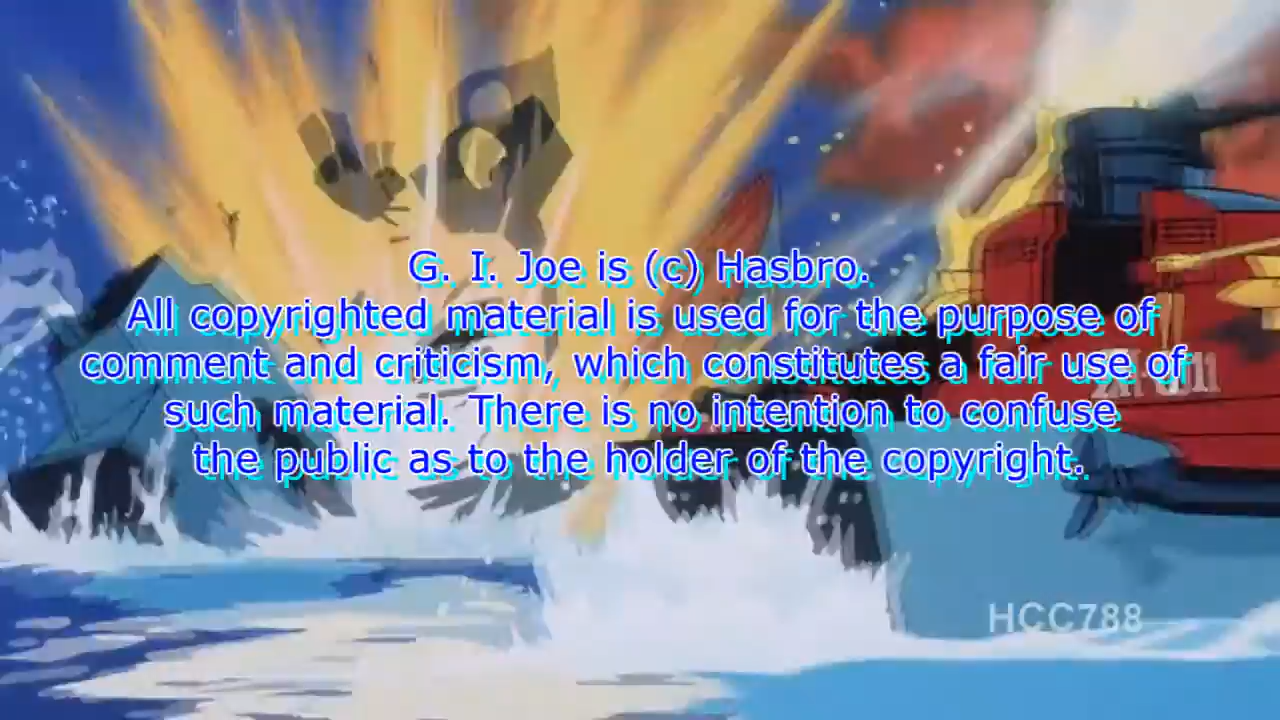 G. I. Joe is (c) Hasbro.
All copyrighted material is used for the purpose of
comment and criticism, which constitutes a fair use of
such material. There is no intention to confuse
the public as to the holder of the copyright.
HCC788